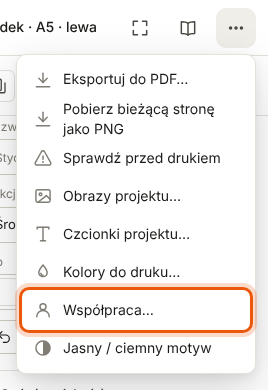 dek · A5 · lewa
Eksportuj do PDF...
Pobierz bieżącą stronę
jako PNG
Sprawdź przed drukiem
Obrazy projektu...
Czcionki projektu...
Kolory do druku...
Współpraca...
Jasny / ciemny motyw